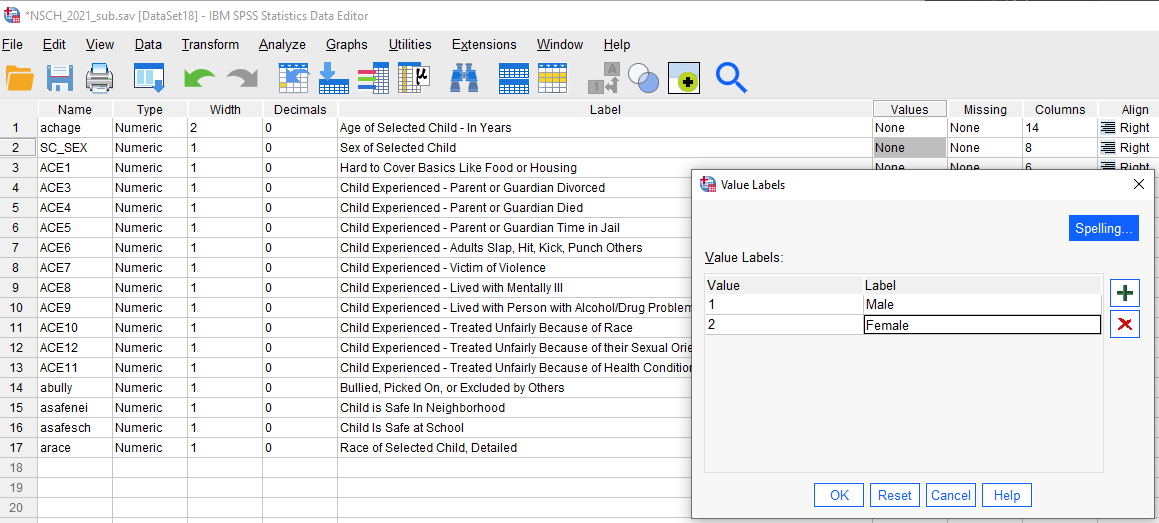 *NSCH_2021_sub.sav [DataSet18] - IBM SPSS Statistics Data Editor
File Edit View Data Transform Analyze Graphs Utilities Extensions Window Help
Name Type Width Decimals Label Values Missing Columns Align
1 achage Numeric 2 0 Age of Selected Child - In Years None None 14 Right
2 SC_SEX Numeric 1 0 Sex of Selected Child None None 8 Right
3 ACE1 Numeric 1 0 Hard to Cover Basics Like Food or Housing None None 6 Right
4 ACE3 Numeric 1 0 Child Experienced - Parent or Guardian Divorced
5 ACE4 Numeric 1 0 Child Experienced - Parent or Guardian Died
6 ACE5 Numeric 1 0 Child Experienced - Parent or Guardian Time in Jail
7 ACE6 Numeric 1 0 Child Experienced - Adults Slap, Hit, Kick, Punch Others
8 ACE7 Numeric 1 0 Child Experienced - Victim of Violence
9 ACE8 Numeric 1 0 Child Experienced - Lived with Mentally Ill
10 ACE9 Numeric 1 0 Child Experienced - Lived with Person with Alcohol/Drug Problem
11 ACE10 Numeric 1 0 Child Experienced - Treated Unfairly Because of Race
12 ACE12 Numeric 1 0 Child Experienced - Treated Unfairly Because of their Sexual Orie
13 ACE11 Numeric 1 0 Child Experienced - Treated Unfairly Because of Health Condition
14 abully Numeric 1 0 Bullied, Picked On, or Excluded by Others
15 asafenei Numeric 1 0 Child is Safe In Neighborhood
16 asafesch Numeric 1 0 Child Is Safe at School
17 arace Numeric 1 0 Race of Selected Child, Detailed
18
19
20
Value Labels
Spelling...
Value Labels:
Value Label
1 Male
2 Female
OK Reset Cancel Help